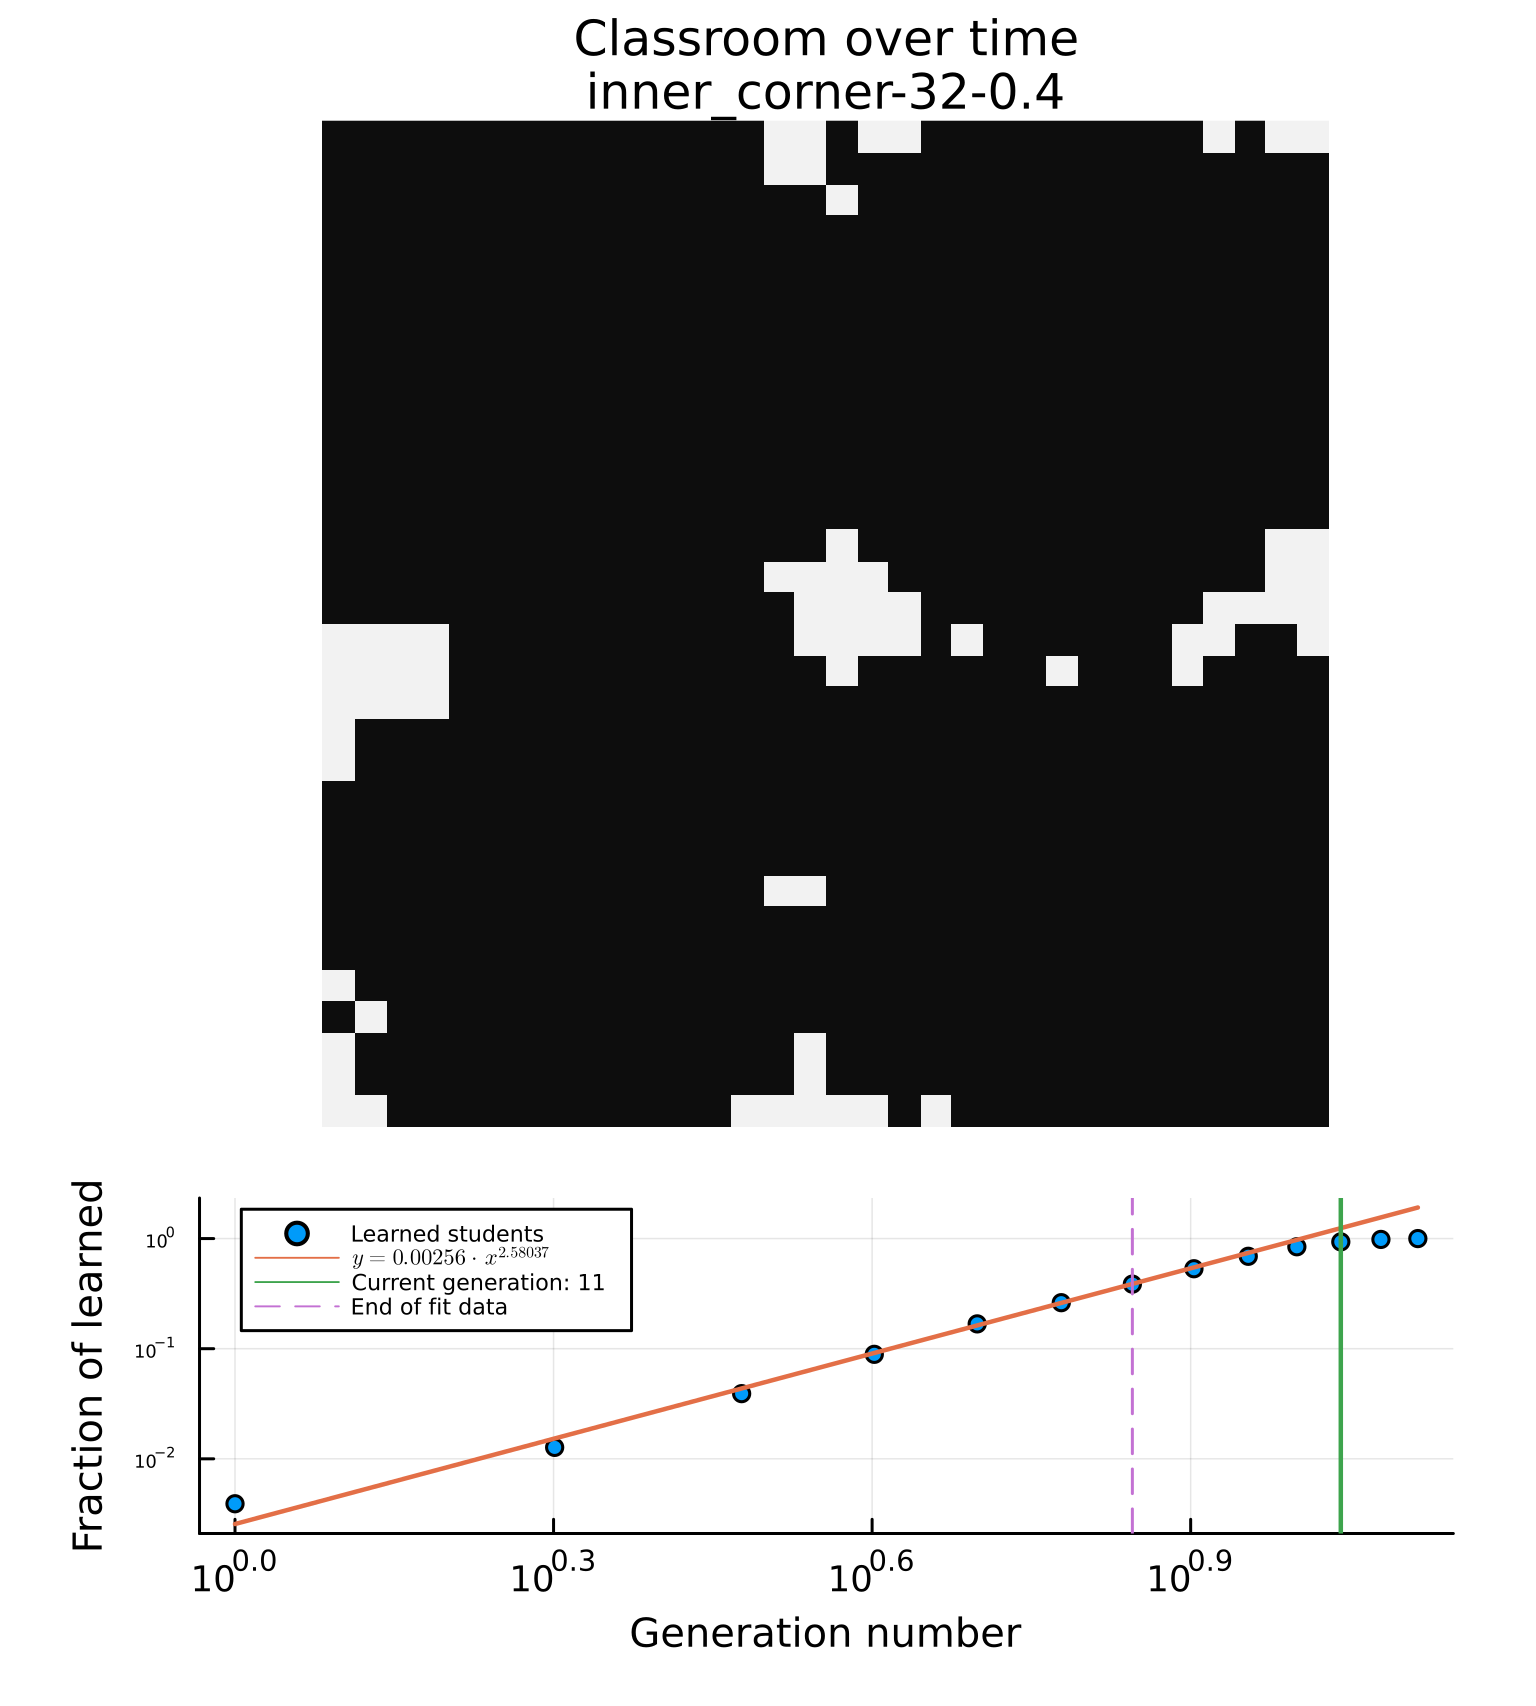 Classroom over time
inner_corner-32-0.4
Fraction of learned
10⁰
10⁻¹
10⁻²
Learned students
y = 0.00256 · x^2.58037
Current generation: 11
End of fit data
10^0.0 10^0.3 10^0.6 10^0.9
Generation number